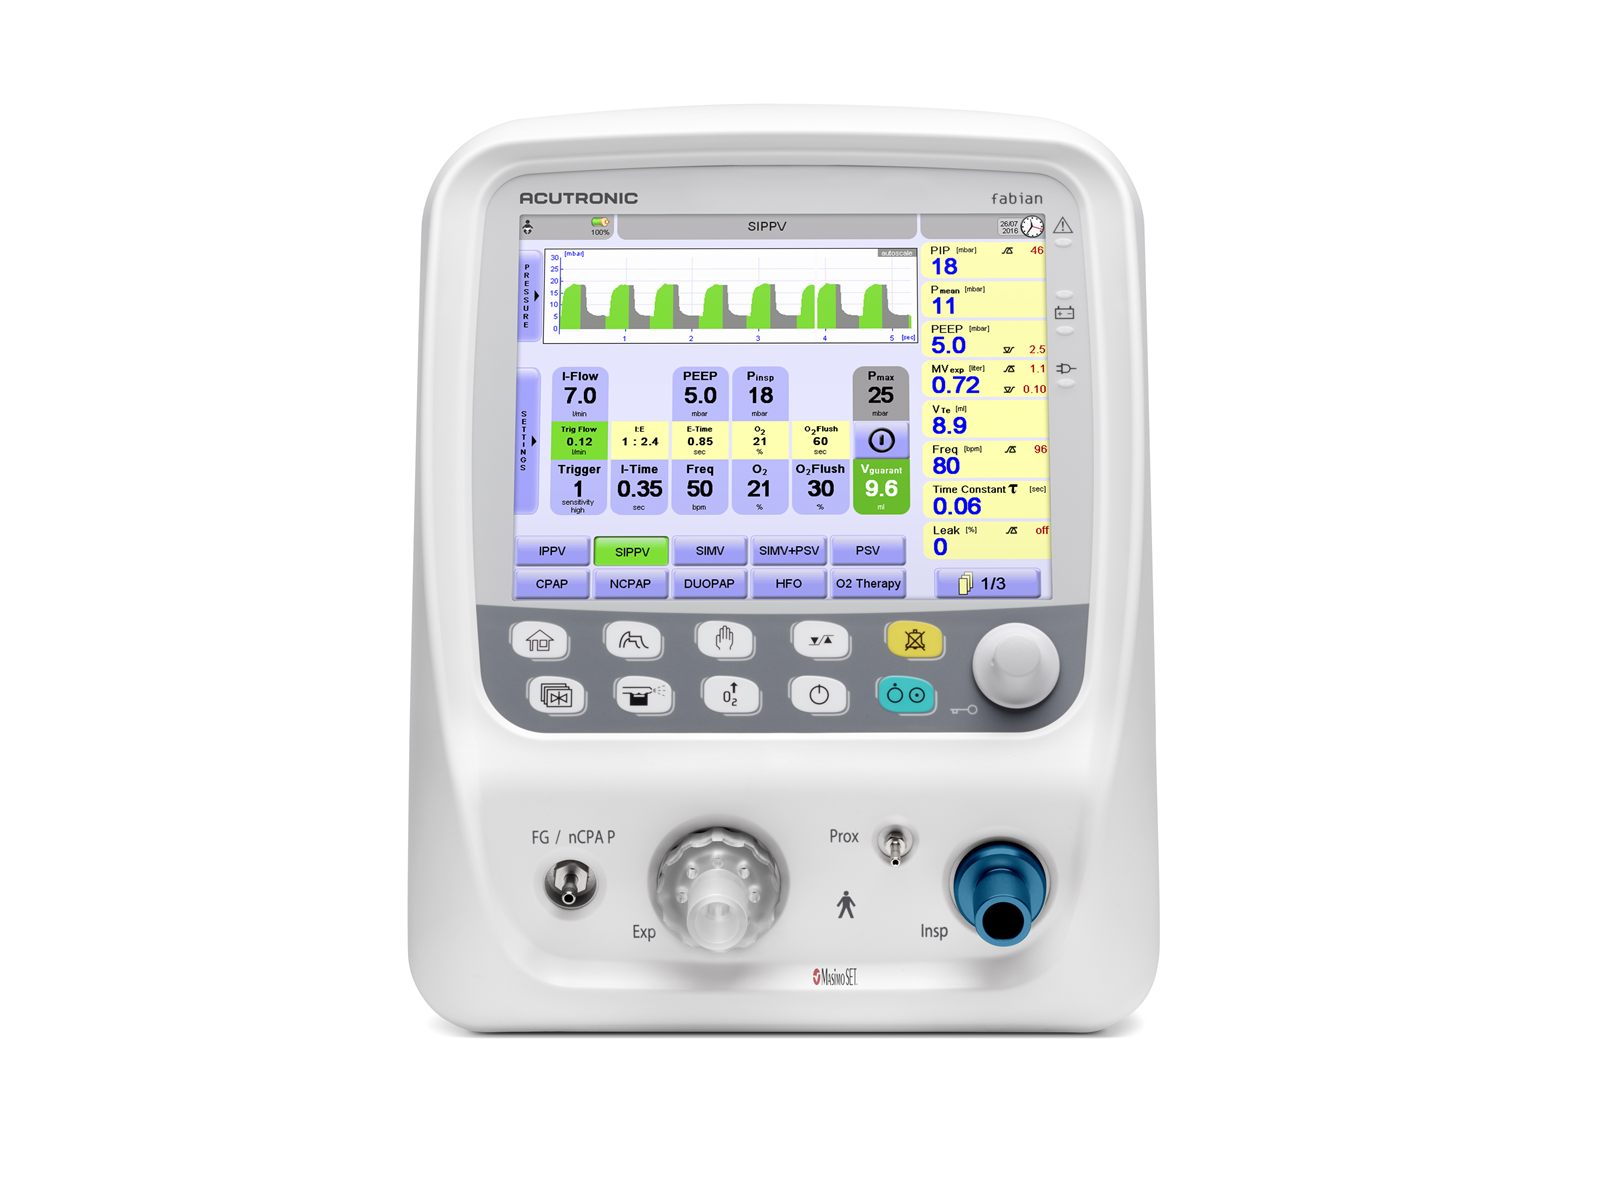 ACUTRONIC fabian
100% SIPPV 26/07 2016
PRESSURE
[mbar] autoscale
30
25
20
15
10
5
0
1 2 3 4 5 [sec]
PIP [mbar] 46
18
Pmean [mbar]
11
PEEP [mbar]
5.0 2.5
MVexp [liter] 1.1
0.72 0.10
VTe [ml]
8.9
Freq [bpm] 96
80
Time Constant τ [sec]
0.06
Leak [%] off
0
SETTINGS
I-Flow PEEP Pinsp Pmax
7.0 5.0 18 25
l/min mbar mbar mbar
Trig Flow I:E E-Time O2 O2Flush
0.12 1 : 2.4 0.85 21 60
l/min sec % sec
Trigger I-Time Freq O2 O2Flush Vguarant
1 0.35 50 21 30 9.6
sensitivity high sec bpm % % ml
IPPV SIPPV SIMV SIMV+PSV PSV
CPAP NCPAP DUOPAP HFO O2 Therapy 1/3
O2
FG / nCPAP
Prox
Exp
Insp
Masimo SET